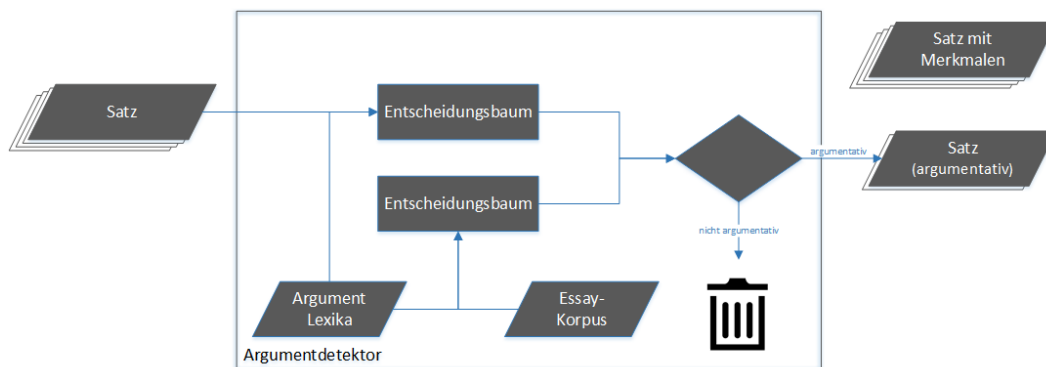 Satz
Entscheidungsbaum
Entscheidungsbaum
Argument
Lexika
Essay-
Korpus
Argumentdetektor
argumentativ
nicht argumentativ
Satz mit
Merkmalen
Satz
(argumentativ)